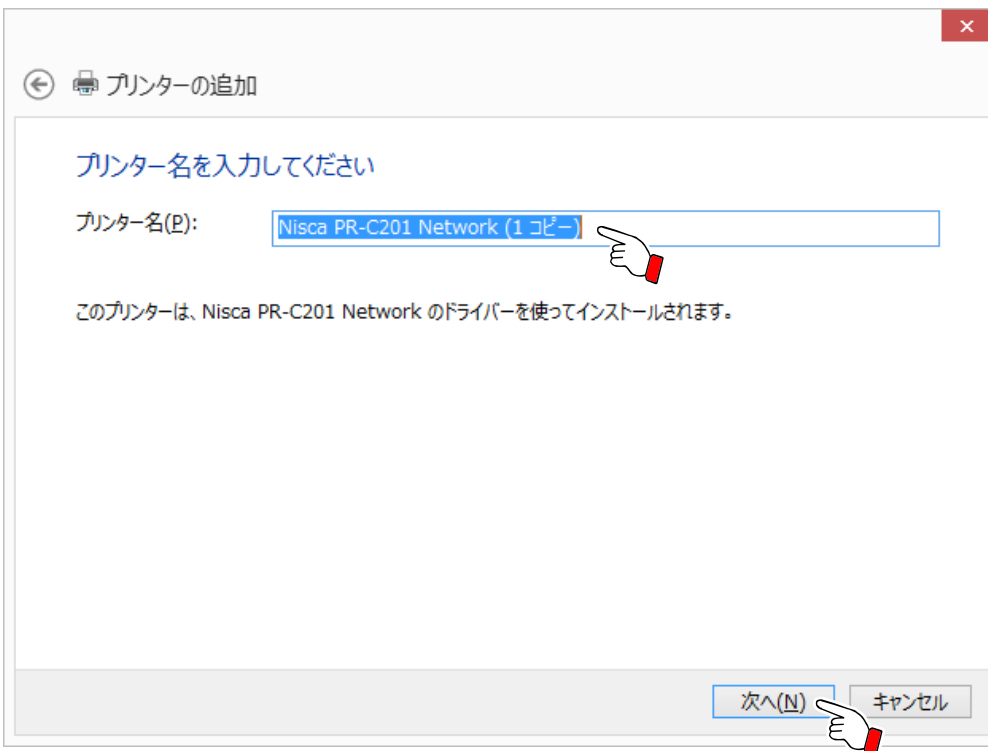 プリンターの追加
プリンター名を入力してください
プリンター名(P): Nisca PR-C201 Network (1 コピー)
このプリンターは、Nisca PR-C201 Network のドライバーを使ってインストールされます。
次へ(N) キャンセル